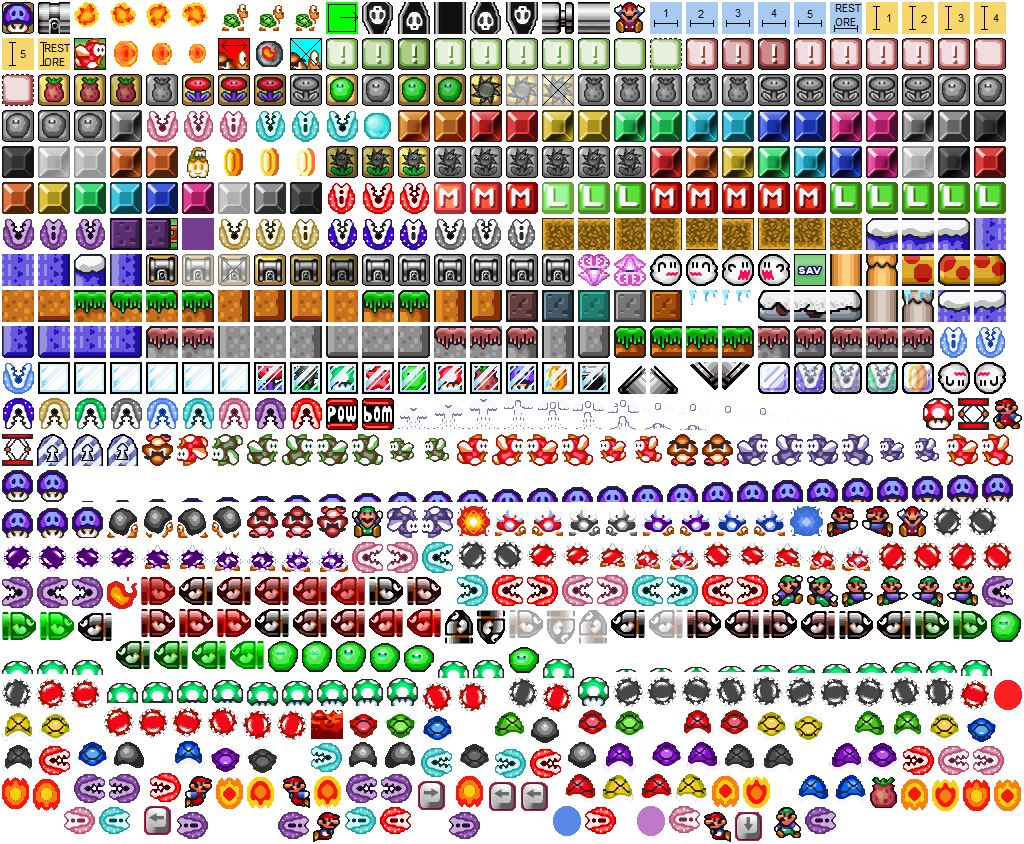 1 2 3 4 5 REST ORE 1 2 3 4
5 REST ORE ! ! ! ! ! ! ! ! ! ! ! ! ! !
M M M L L L M M M M M L L L L L
SAV
POW bom